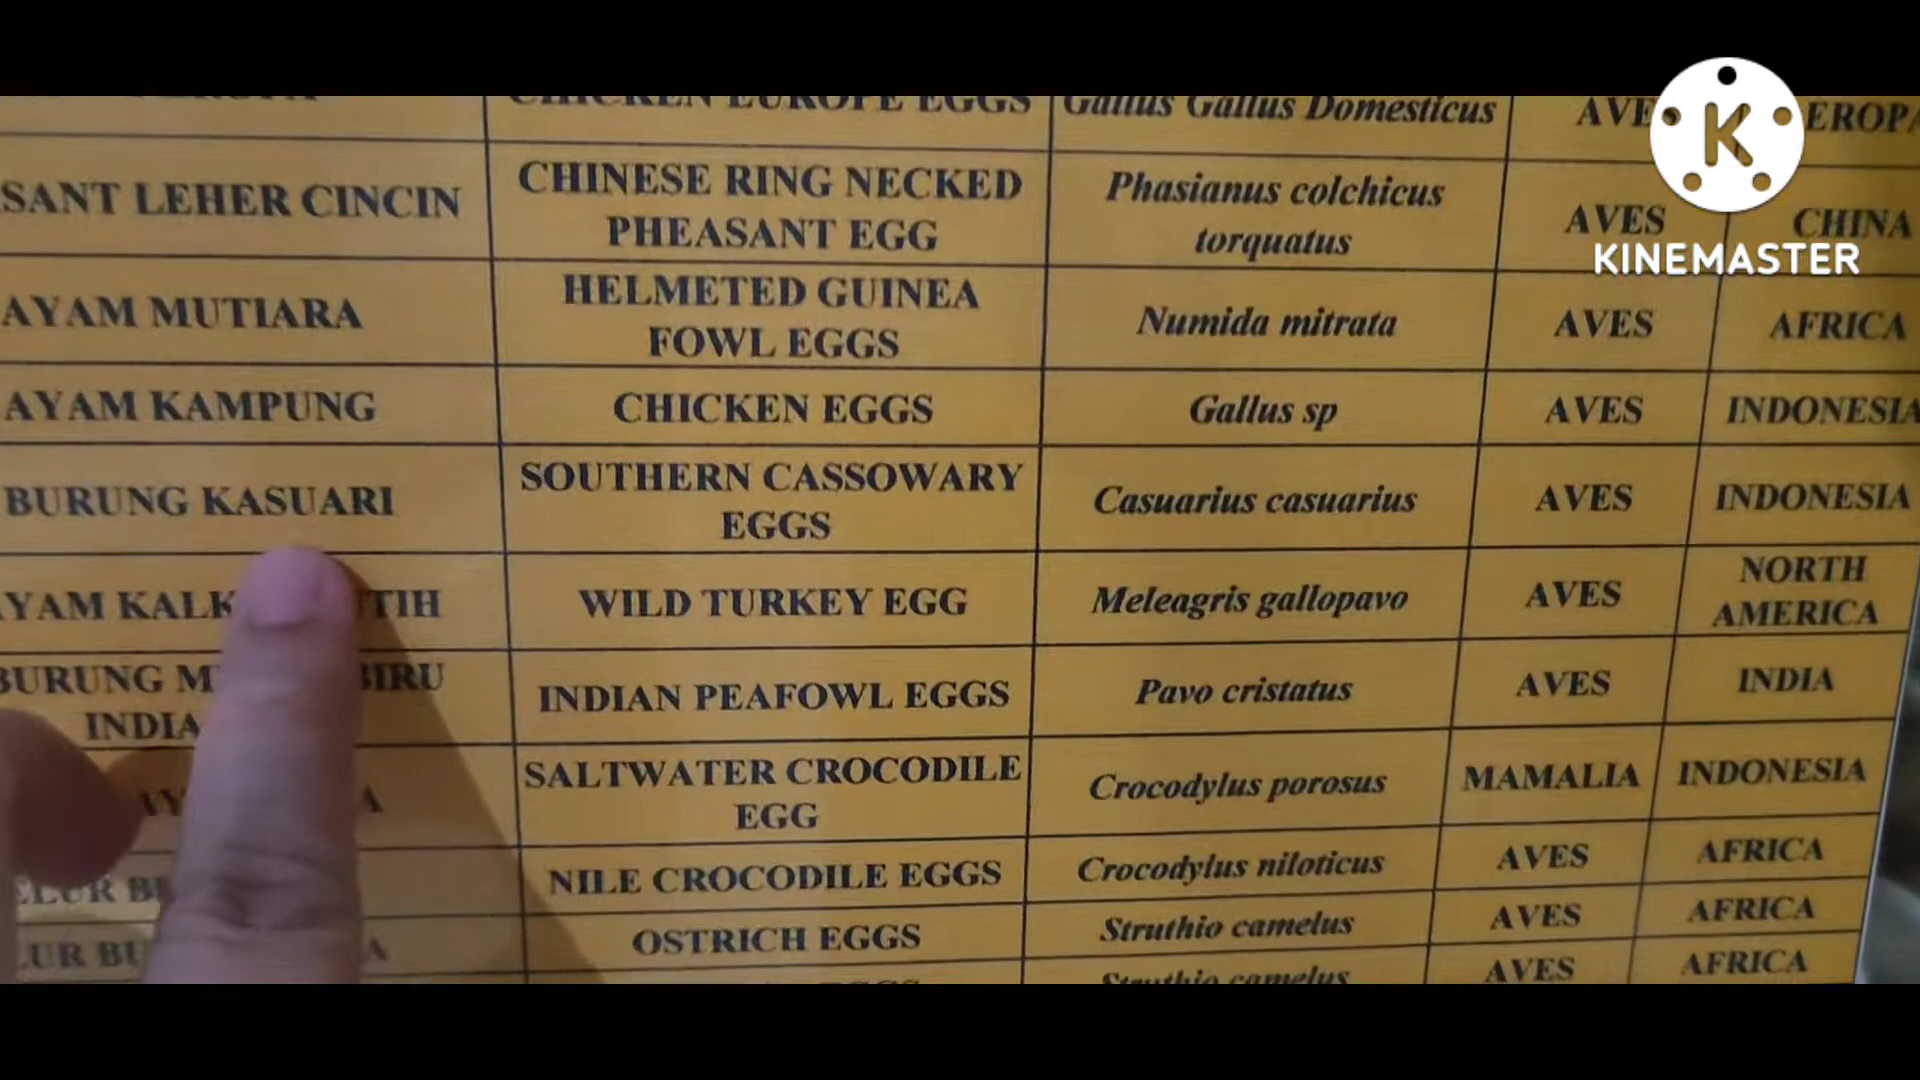 CHICKEN EUROPE EGGS Gallus Gallus Domesticus AVES EROPA
SANT LEHER CINCIN CHINESE RING NECKED PHEASANT EGG Phasianus colchicus torquatus AVES CHINA
AYAM MUTIARA HELMETED GUINEA FOWL EGGS Numida mitrata AVES AFRICA
AYAM KAMPUNG CHICKEN EGGS Gallus sp AVES INDONESIA
BURUNG KASUARI SOUTHERN CASSOWARY EGGS Casuarius casuarius AVES INDONESIA
YAM KALK TIH WILD TURKEY EGG Meleagris gallopavo AVES NORTH AMERICA
BURUNG M BIRU INDIA INDIAN PEAFOWL EGGS Pavo cristatus AVES INDIA
SALTWATER CROCODILE EGG Crocodylus porosus MAMALIA INDONESIA
NILE CROCODILE EGGS Crocodylus niloticus AVES AFRICA
OSTRICH EGGS Struthio camelus AVES AFRICA
Struthio camelus AVES AFRICA
K
KINEMASTER